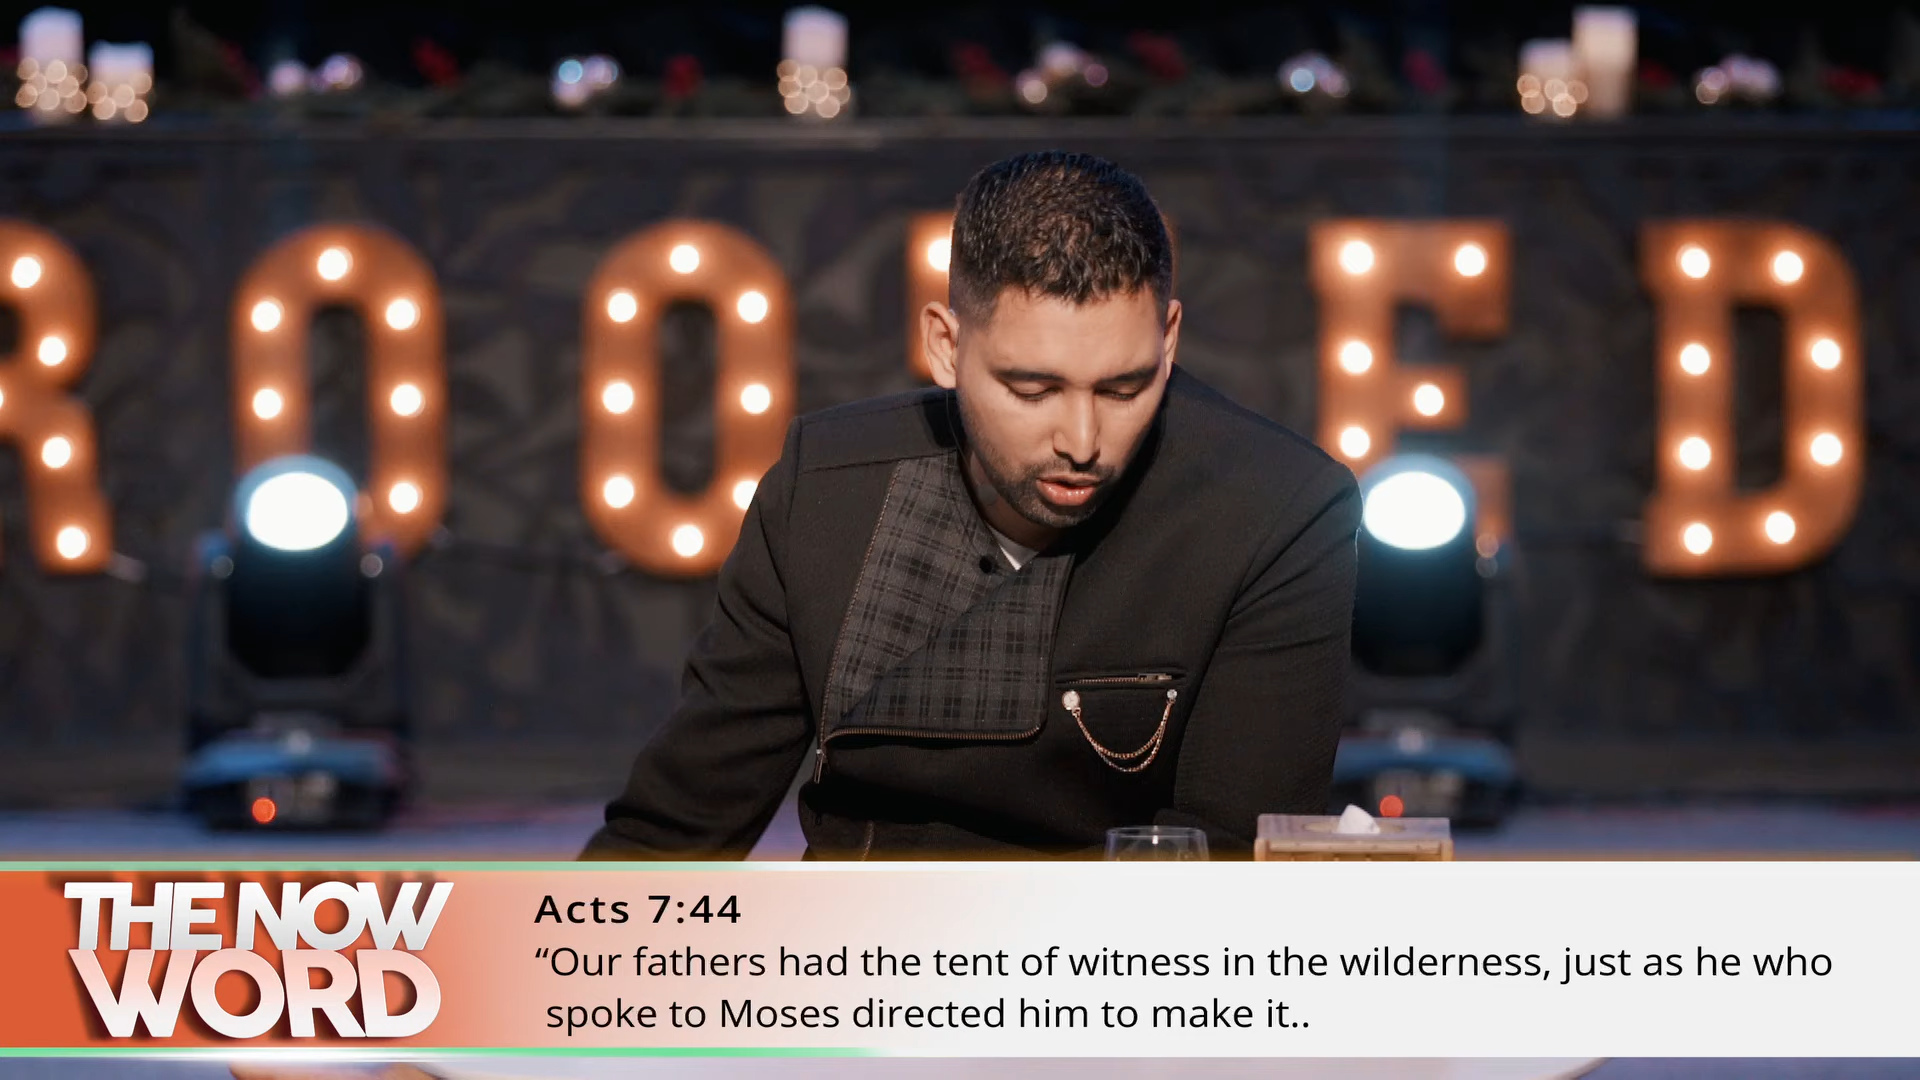 ROOTED
THE NOW
WORD
Acts 7:44
“Our fathers had the tent of witness in the wilderness, just as he who
spoke to Moses directed him to make it..